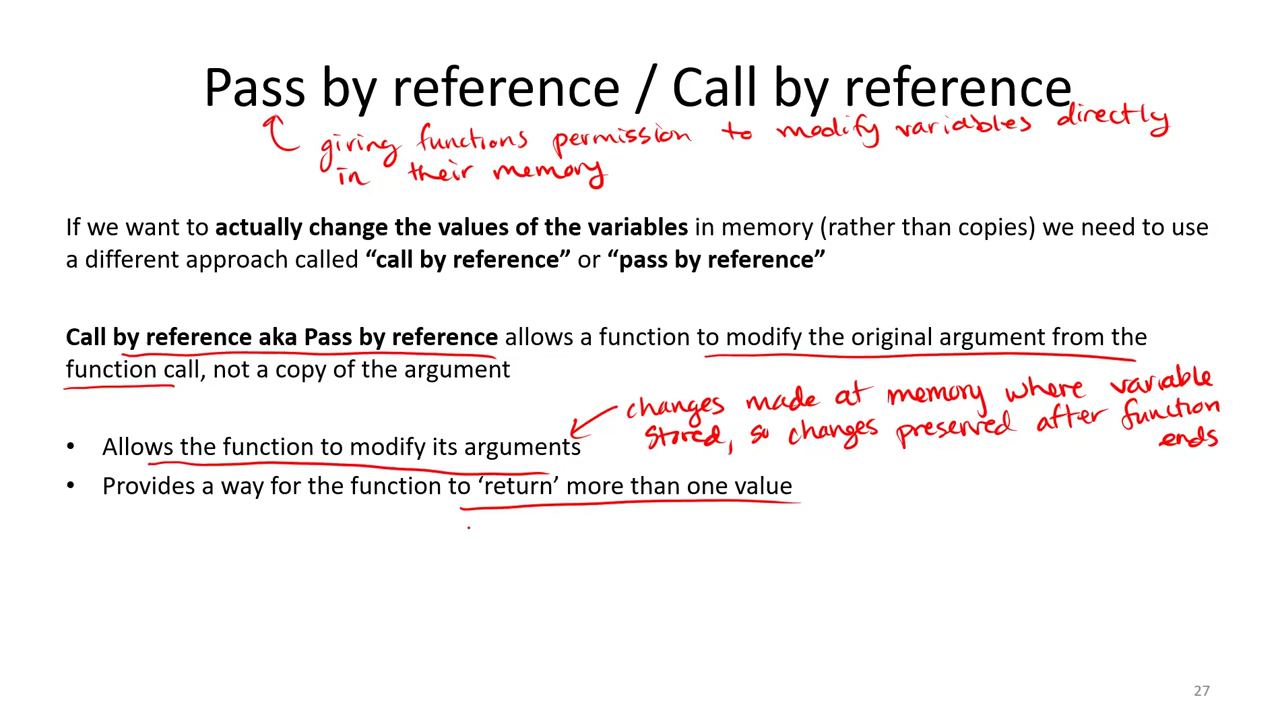 Pass by reference / Call by reference
giving functions permission to modify variables directly
in their memory
If we want to actually change the values of the variables in memory (rather than copies) we need to use
a different approach called “call by reference” or “pass by reference”
Call by reference aka Pass by reference allows a function to modify the original argument from the
function call, not a copy of the argument
changes made at memory where variable
stored, so changes preserved after function
ends
• Allows the function to modify its arguments
• Provides a way for the function to ‘return’ more than one value
27